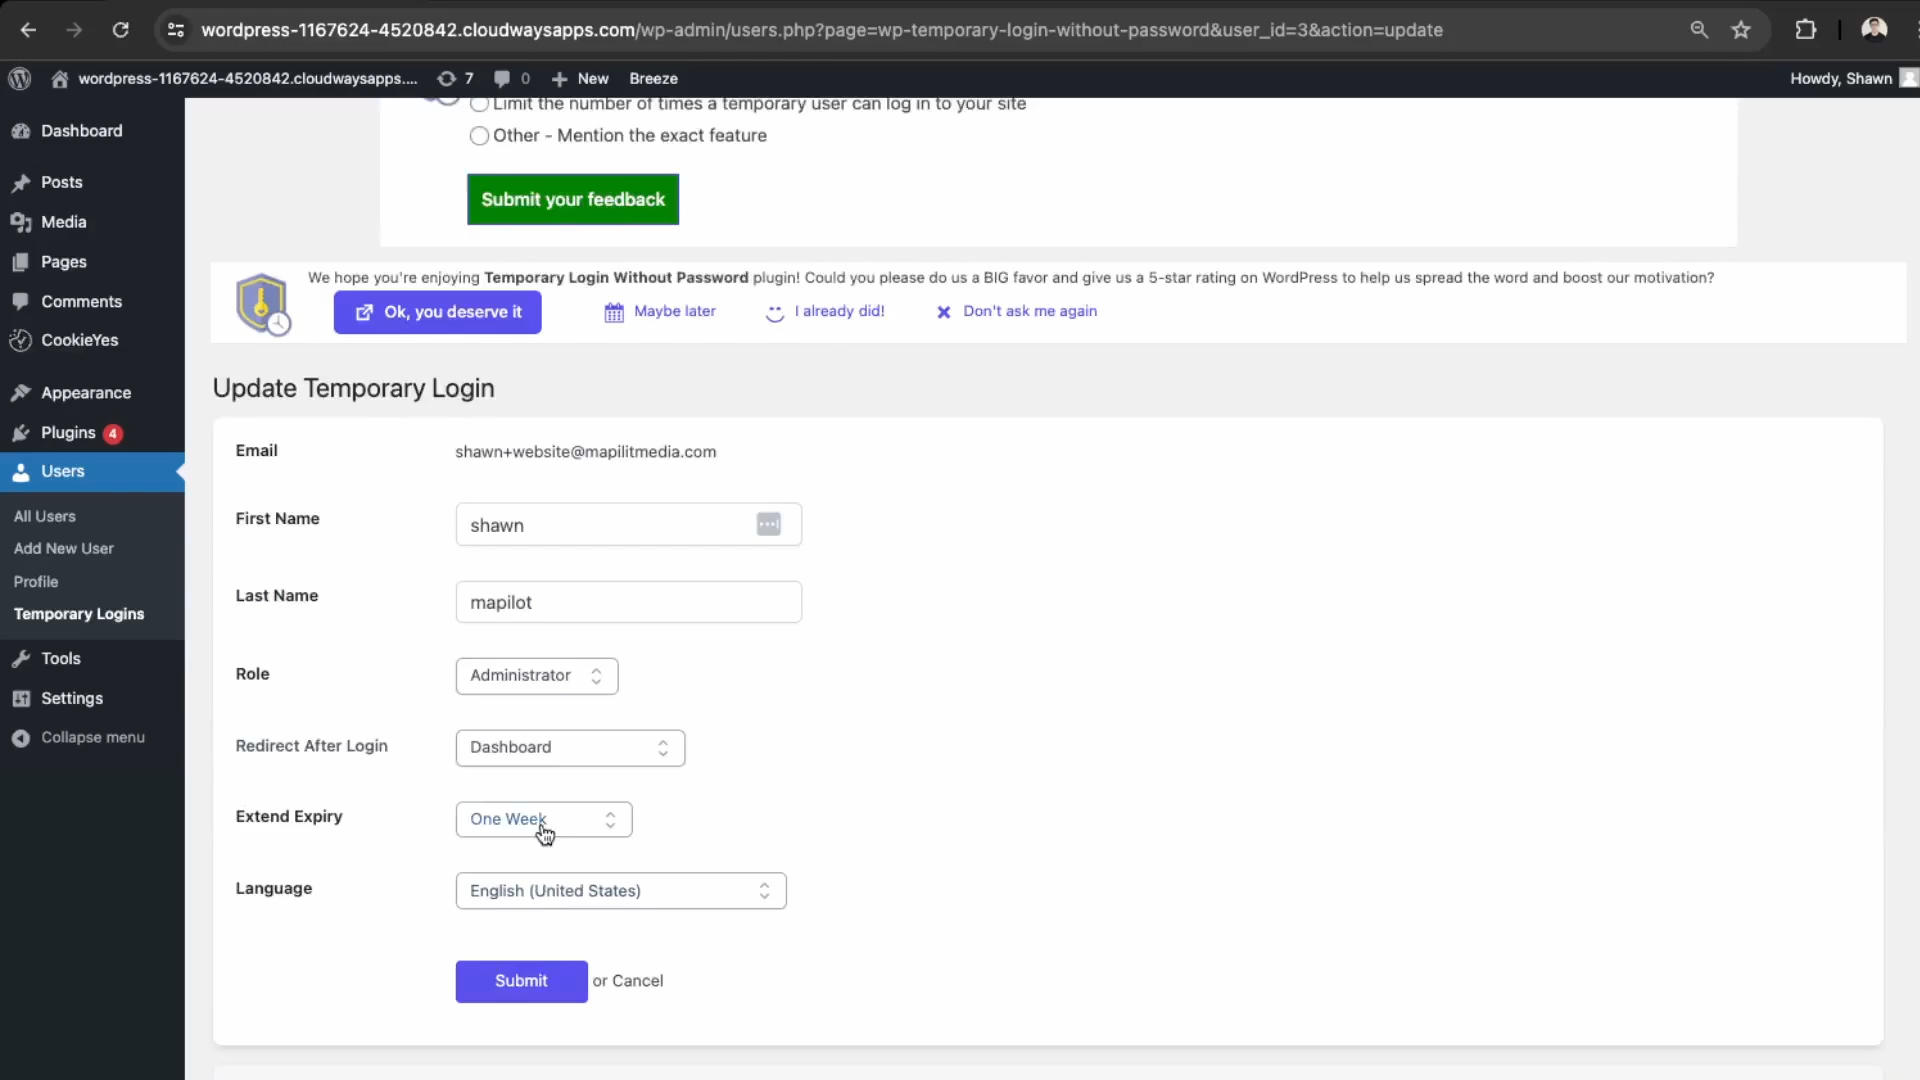 wordpress-1167624-4520842.cloudwaysapps.com/wp-admin/users.php?page=wp-temporary-login-without-password&user_id=3&action=update
wordpress-1167624-4520842.cloudwaysapps.... 7 0 New Breeze Howdy, Shawn
Limit the number of times a temporary user can log in to your site
Other - Mention the exact feature
Submit your feedback
We hope you're enjoying Temporary Login Without Password plugin! Could you please do us a BIG favor and give us a 5-star rating on WordPress to help us spread the word and boost our motivation?
Ok, you deserve it Maybe later I already did! Don't ask me again
Dashboard
Posts
Media
Pages
Comments
CookieYes
Appearance
Plugins 4
Users
All Users
Add New User
Profile
Temporary Logins
Tools
Settings
Collapse menu
Update Temporary Login
Email shawn+website@mapilitmedia.com
First Name shawn
Last Name mapilot
Role Administrator
Redirect After Login Dashboard
Extend Expiry One Week
Language English (United States)
Submit or Cancel